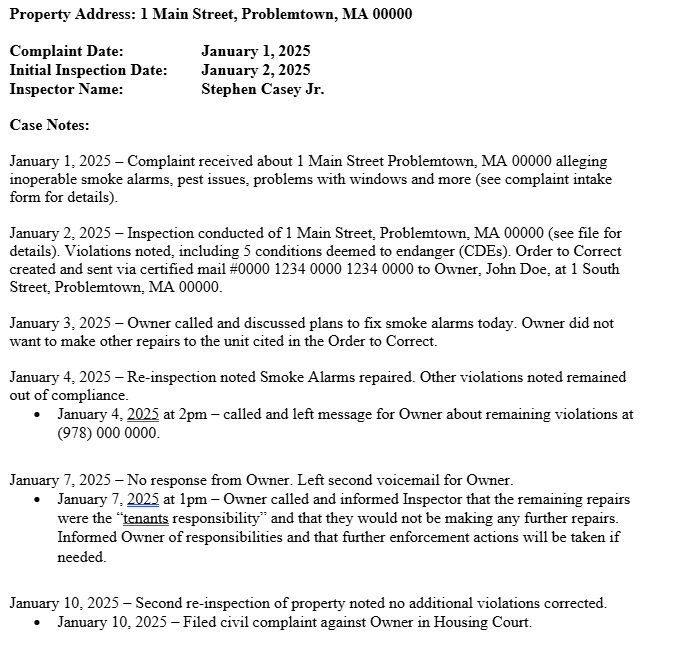 Property Address: 1 Main Street, Problemtown, MA 00000
Complaint Date: January 1, 2025
Initial Inspection Date: January 2, 2025
Inspector Name: Stephen Casey Jr.
Case Notes:
January 1, 2025 – Complaint received about 1 Main Street Problemtown, MA 00000 alleging
inoperable smoke alarms, pest issues, problems with windows and more (see complaint intake
form for details).
January 2, 2025 – Inspection conducted of 1 Main Street, Problemtown, MA 00000 (see file for
details). Violations noted, including 5 conditions deemed to endanger (CDEs). Order to Correct
created and sent via certified mail #0000 1234 0000 1234 0000 to Owner, John Doe, at 1 South
Street, Problemtown, MA 00000.
January 3, 2025 – Owner called and discussed plans to fix smoke alarms today. Owner did not
want to make other repairs to the unit cited in the Order to Correct.
January 4, 2025 – Re-inspection noted Smoke Alarms repaired. Other violations noted remained
out of compliance.
• January 4, 2025 at 2pm – called and left message for Owner about remaining violations at
(978) 000 0000.
January 7, 2025 – No response from Owner. Left second voicemail for Owner.
• January 7, 2025 at 1pm – Owner called and informed Inspector that the remaining repairs
were the “tenants responsibility” and that they would not be making any further repairs.
Informed Owner of responsibilities and that further enforcement actions will be taken if
needed.
January 10, 2025 – Second re-inspection of property noted no additional violations corrected.
• January 10, 2025 – Filed civil complaint against Owner in Housing Court.